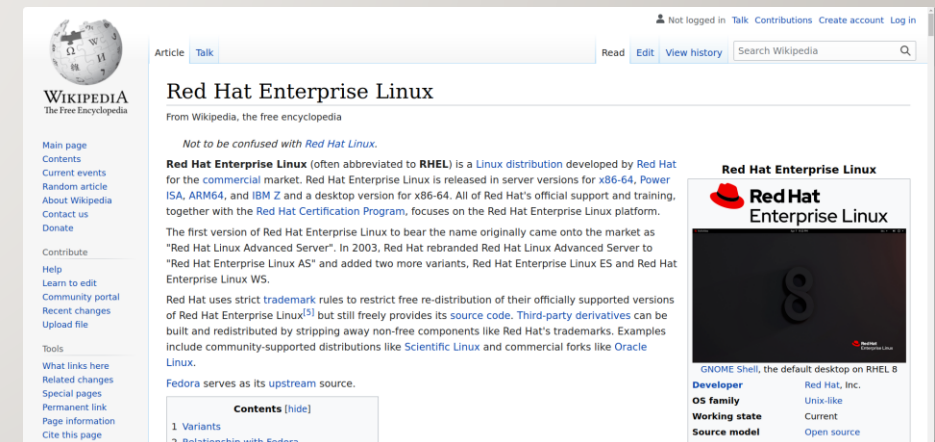 Not logged in Talk Contributions Create account Log in
Article Talk
Read Edit View history Search Wikipedia
WIKIPEDIA
The Free Encyclopedia
Main page
Contents
Current events
Random article
About Wikipedia
Contact us
Donate
Contribute
Help
Learn to edit
Community portal
Recent changes
Upload file
Tools
What links here
Related changes
Special pages
Permanent link
Page information
Cite this page
Red Hat Enterprise Linux
From Wikipedia, the free encyclopedia
Not to be confused with Red Hat Linux.
Red Hat Enterprise Linux (often abbreviated to RHEL) is a Linux distribution developed by Red Hat
for the commercial market. Red Hat Enterprise Linux is released in server versions for x86-64, Power
ISA, ARM64, and IBM Z and a desktop version for x86-64. All of Red Hat's official support and training,
together with the Red Hat Certification Program, focuses on the Red Hat Enterprise Linux platform.
The first version of Red Hat Enterprise Linux to bear the name originally came onto the market as
"Red Hat Linux Advanced Server". In 2003, Red Hat rebranded Red Hat Linux Advanced Server to
"Red Hat Enterprise Linux AS" and added two more variants, Red Hat Enterprise Linux ES and Red Hat
Enterprise Linux WS.
Red Hat uses strict trademark rules to restrict free re-distribution of their officially supported versions
of Red Hat Enterprise Linux[5] but still freely provides its source code. Third-party derivatives can be
built and redistributed by stripping away non-free components like Red Hat's trademarks. Examples
include community-supported distributions like Scientific Linux and commercial forks like Oracle
Linux.
Fedora serves as its upstream source.
Contents [hide]
1 Variants
2 Relationship with Fedora
Red Hat Enterprise Linux
Red Hat
Enterprise Linux
8
Red Hat
Enterprise Linux
GNOME Shell, the default desktop on RHEL 8
Developer Red Hat, Inc.
OS family Unix-like
Working state Current
Source model Open source